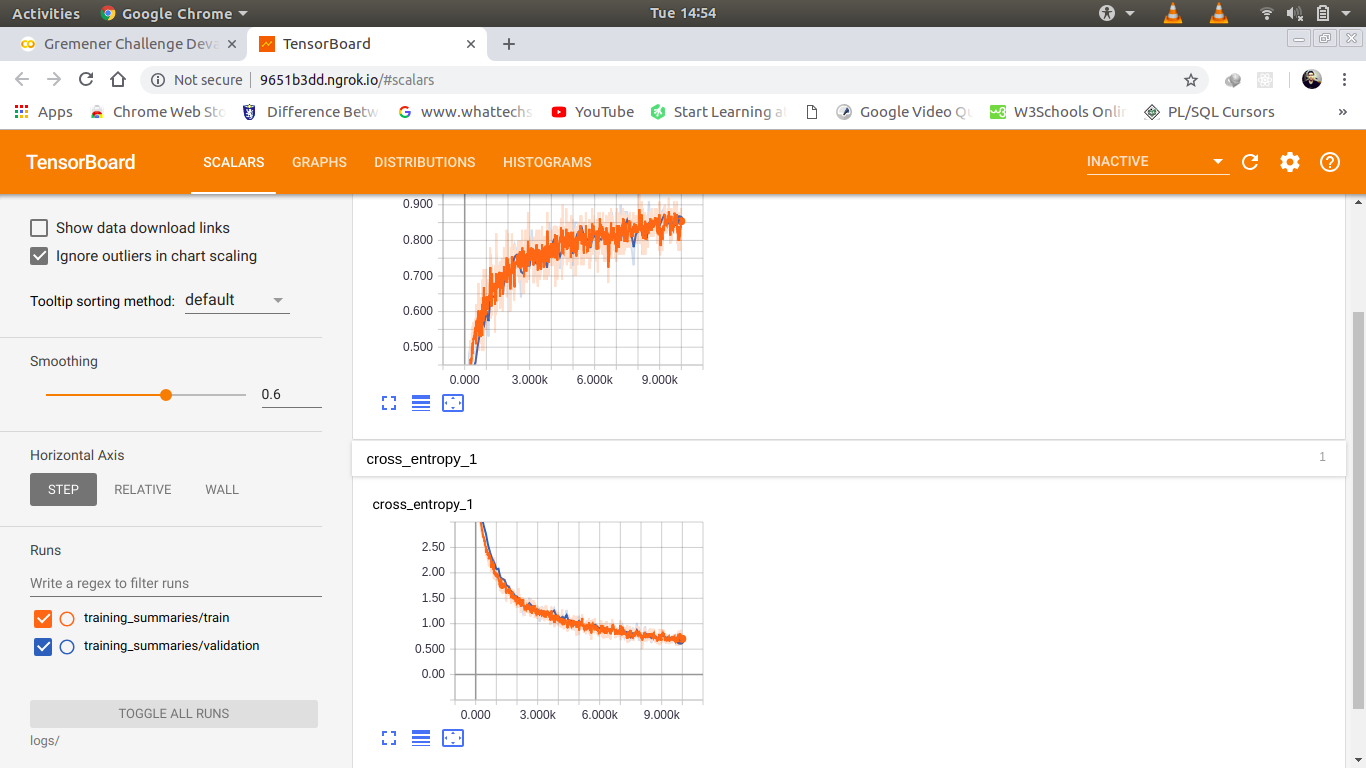 Activities Google Chrome Tue 14:54
Gremener Challenge Deva TensorBoard
Not secure 9651b3dd.ngrok.io/#scalars
Apps Chrome Web Sto Difference Betw www.whattechs YouTube Start Learning a Google Video Qu W3Schools Onlin PL/SQL Cursors »
TensorBoard SCALARS GRAPHS DISTRIBUTIONS HISTOGRAMS INACTIVE
Show data download links
Ignore outliers in chart scaling
Tooltip sorting method: default
Smoothing
0.6
Horizontal Axis
STEP RELATIVE WALL
Runs
Write a regex to filter runs
training_summaries/train
training_summaries/validation
TOGGLE ALL RUNS
logs/
0.900
0.800
0.700
0.600
0.500
0.000 3.000k 6.000k 9.000k
cross_entropy_1 1
cross_entropy_1
2.50
2.00
1.50
1.00
0.500
0.00
0.000 3.000k 6.000k 9.000k